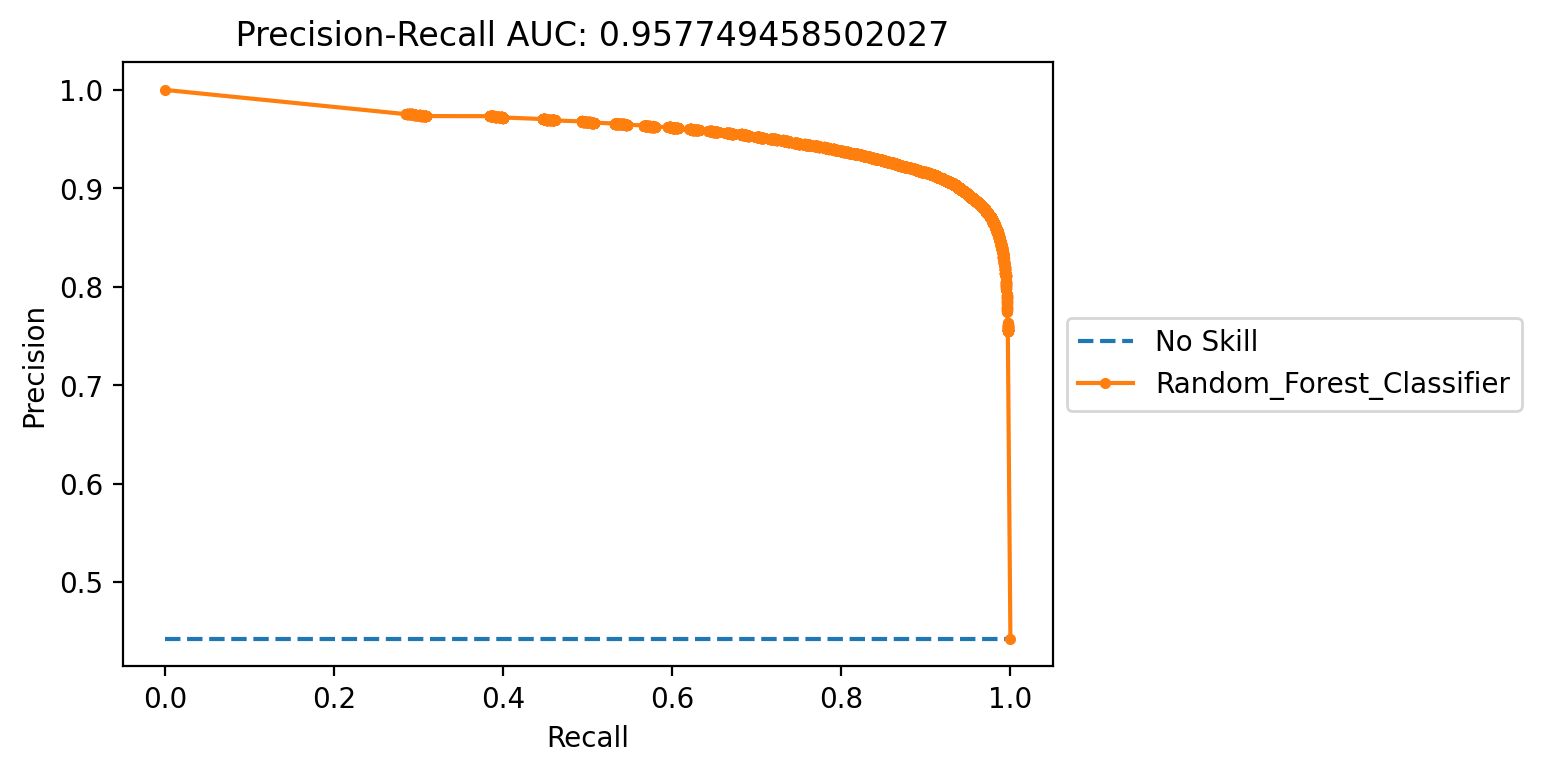 Precision-Recall AUC: 0.957749458502027
1.0
0.9
0.8
0.7
0.6
0.5
Precision
0.0 0.2 0.4 0.6 0.8 1.0
Recall
No Skill
Random_Forest_Classifier